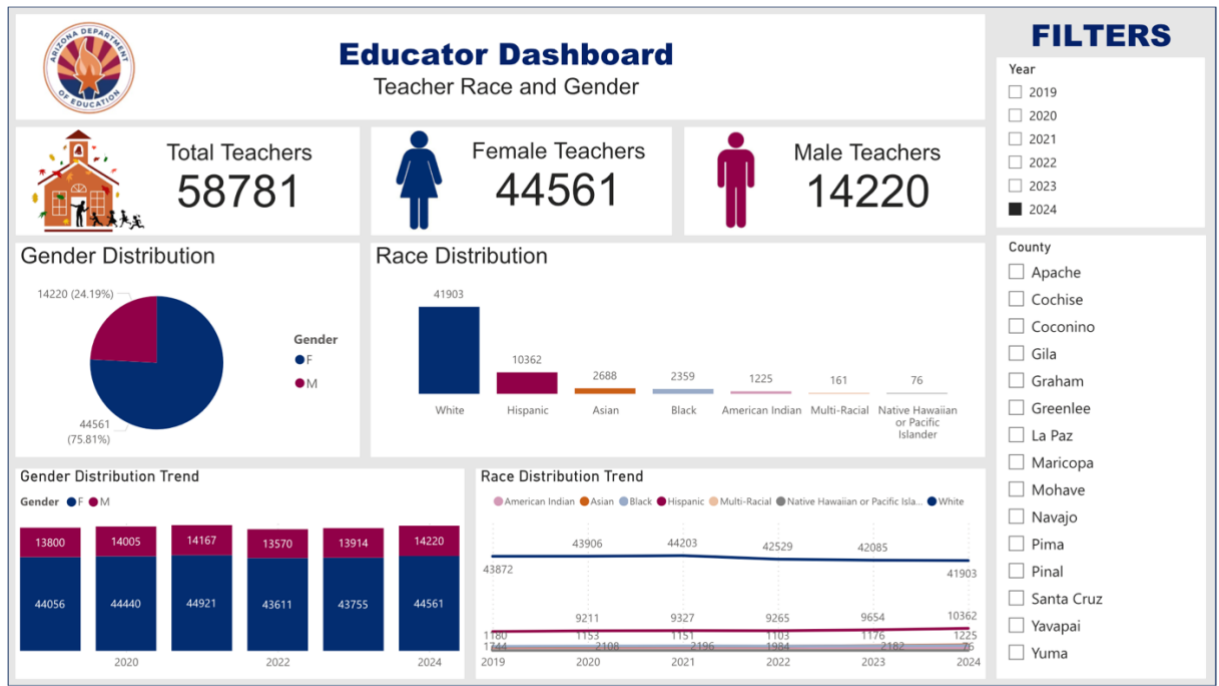 ARIZONA DEPARTMENT
OF EDUCATION
Educator Dashboard
Teacher Race and Gender
Total Teachers
58781
Female Teachers
44561
Male Teachers
14220
Gender Distribution
14220 (24.19%)
44561
(75.81%)
Gender
F
M
Race Distribution
41903
10362
2688
2359
1225
161
76
White
Hispanic
Asian
Black
American Indian
Multi-Racial
Native Hawaiian
or Pacific
Islander
Gender Distribution Trend
Gender F M
13800 14005 14167 13570 13914 14220
44056 44440 44921 43611 43755 44561
2020 2022 2024
Race Distribution Trend
American Indian Asian Black Hispanic Multi-Racial Native Hawaiian or Pacific Isla... White
43872 43906 44203 42529 42085 41903
9211 9327 9265 9654 10362
1180 1153 1151 1103 1176 1225
1744 2108 2196 1984 2182 76
2019 2020 2021 2022 2023 2024
FILTERS
Year
2019
2020
2021
2022
2023
2024
County
Apache
Cochise
Coconino
Gila
Graham
Greenlee
La Paz
Maricopa
Mohave
Navajo
Pima
Pinal
Santa Cruz
Yavapai
Yuma